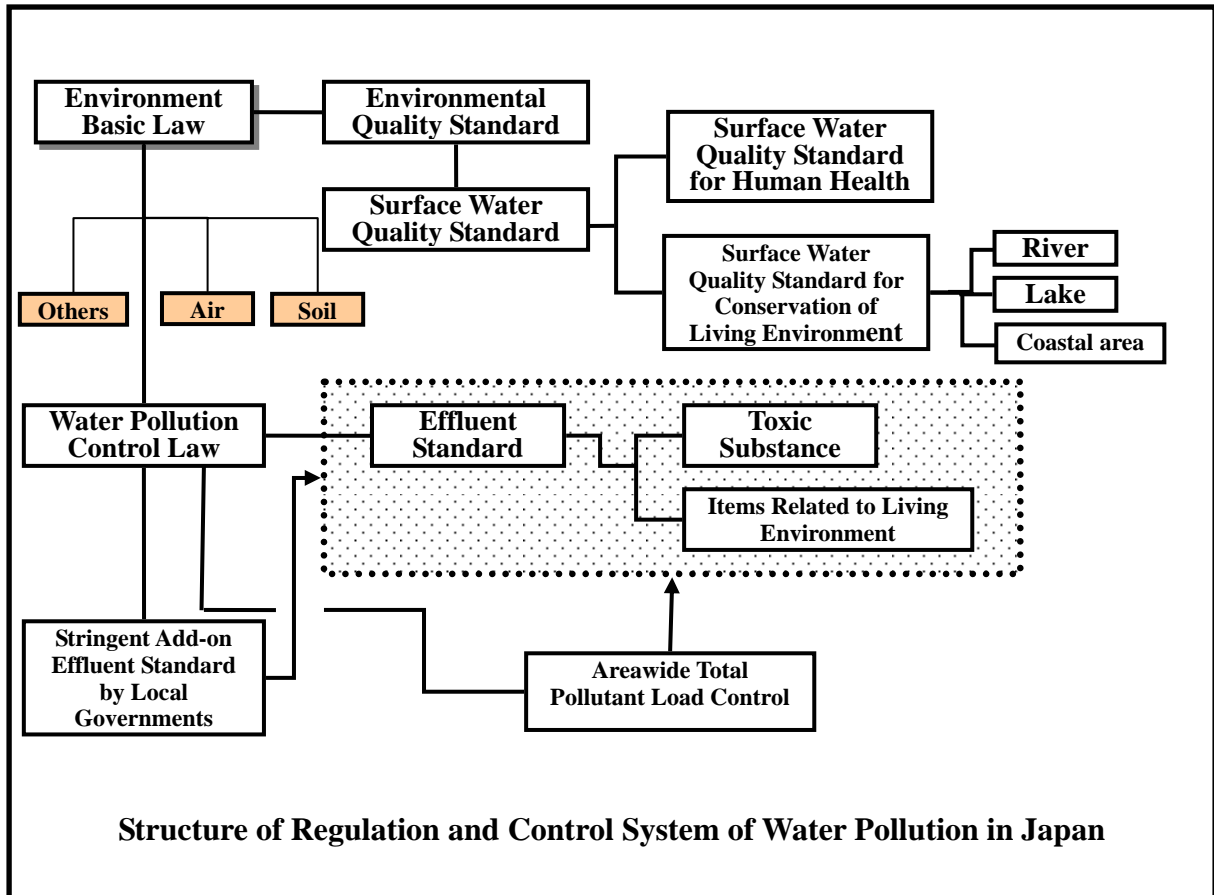 Environment
Basic Law
Environmental
Quality Standard
Surface Water
Quality Standard
for Human Health
Surface Water
Quality Standard
Surface Water
Quality Standard for
Conservation of
Living Environment
River
Lake
Coastal area
Others
Air
Soil
Water Pollution
Control Law
Effluent
Standard
Toxic
Substance
Items Related to Living
Environment
Stringent Add-on
Effluent Standard
by Local
Governments
Areawide Total
Pollutant Load Control
Structure of Regulation and Control System of Water Pollution in Japan